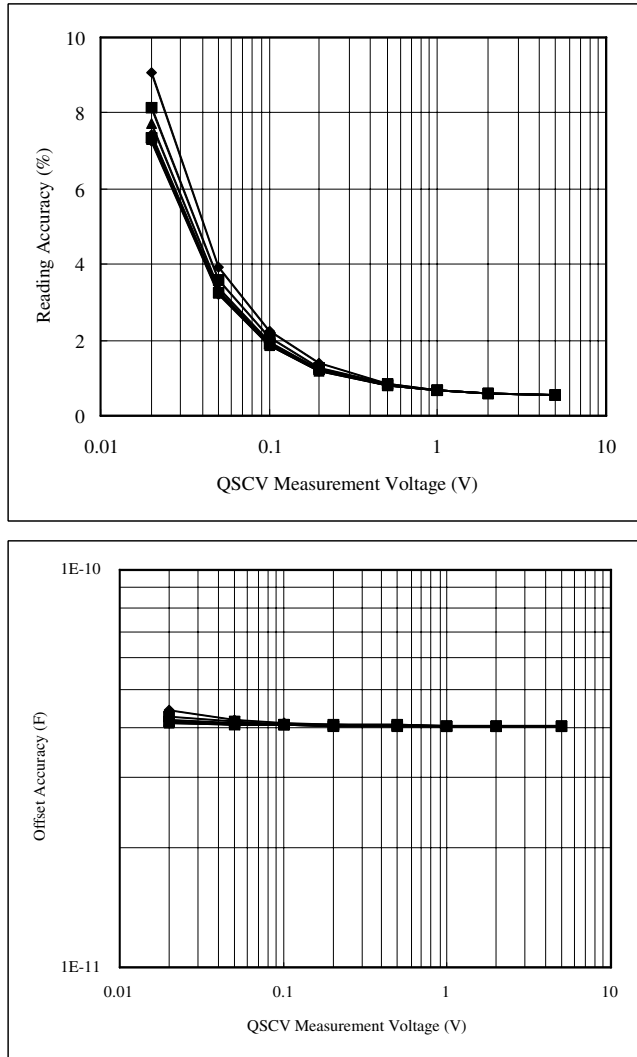 10
8
6
4
2
0
Reading Accuracy (%)
0.01 0.1 1 10
QSCV Measurement Voltage (V)
1E-10
Offset Accuracy (F)
1E-11
0.01 0.1 1 10
QSCV Measurement Voltage (V)